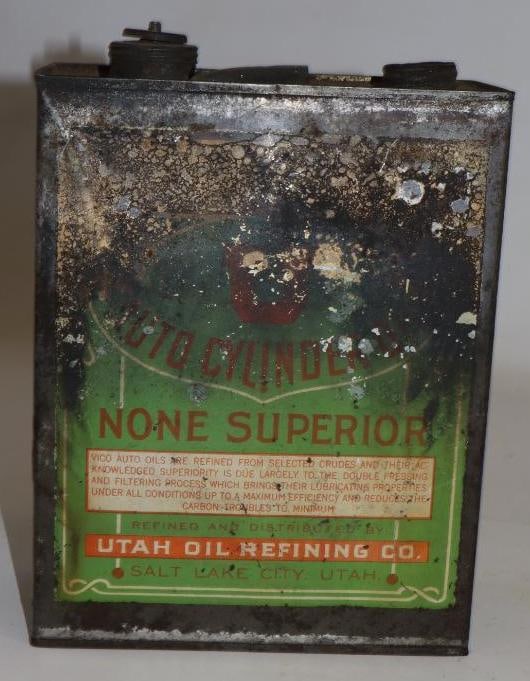 AUTO CYLINDER
NONE SUPERIOR
VICO AUTO OILS ARE REFINED FROM SELECTED CRUDES AND THEIR AC-
KNOWLEDGED SUPERIORITY IS DUE LARGELY TO THE DOUBLE PRESSING
AND FILTERING PROCESS WHICH BRINGS THEIR LUBRICATING PROPERTIES
UNDER ALL CONDITIONS UP TO A MAXIMUM EFFICIENCY AND REDUCES THE
CARBON TROUBLES TO MINIMUM
REFINED AND DISTRIBUTED BY
UTAH OIL REFINING CO.
SALT LAKE CITY, UTAH.